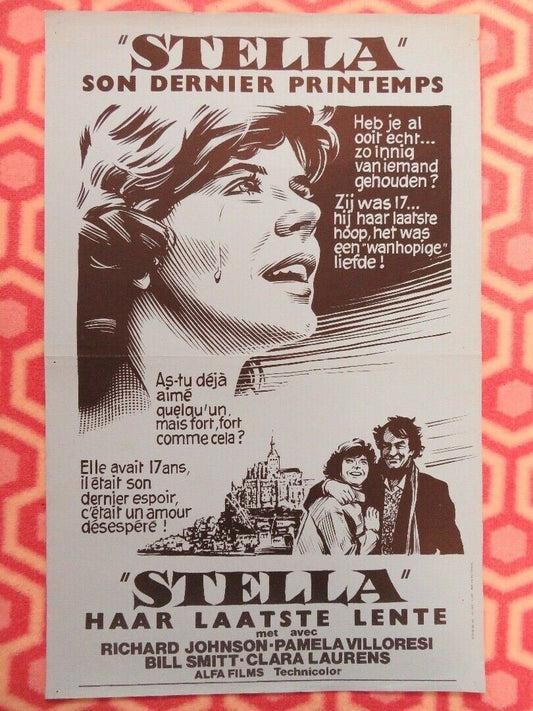 "STELLA"
SON DERNIER PRINTEMPS
Heb je al
ooit echt...
zo innig
van iemand
gehouden?
Zij was 17...
hij haar laatste
hoop, het was
een "wanhopige"
liefde!
As-tu déjà
aimé
quelqu'un,
mais fort, fort
comme cela?
Elle avait 17 ans,
il était son
dernier espoir,
c'était un amour
désespéré!
"STELLA"
HAAR LAATSTE LENTE
met avec
RICHARD JOHNSON·PAMELA VILLORESI
BILL SMITT·CLARA LAURENS
ALFA FILMS Technicolor